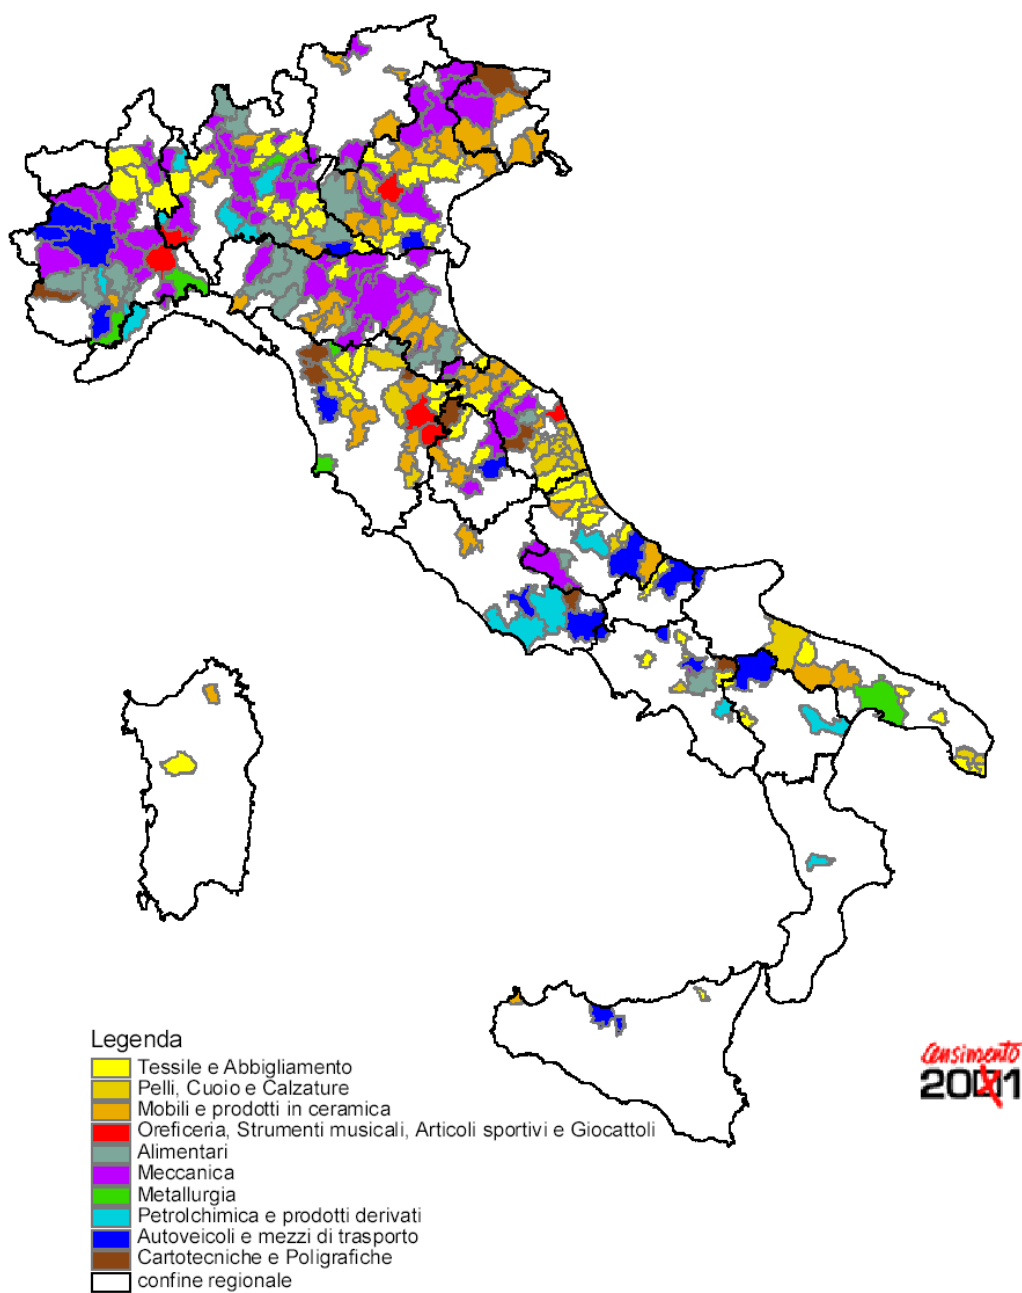 Legenda
Tessile e Abbigliamento
Pelli, Cuoio e Calzature
Mobili e prodotti in ceramica
Oreficeria, Strumenti musicali, Articoli sportivi e Giocattoli
Alimentari
Meccanica
Metallurgia
Petrolchimica e prodotti derivati
Autoveicoli e mezzi di trasporto
Cartotecniche e Poligrafiche
confine regionale
Censimento
2001